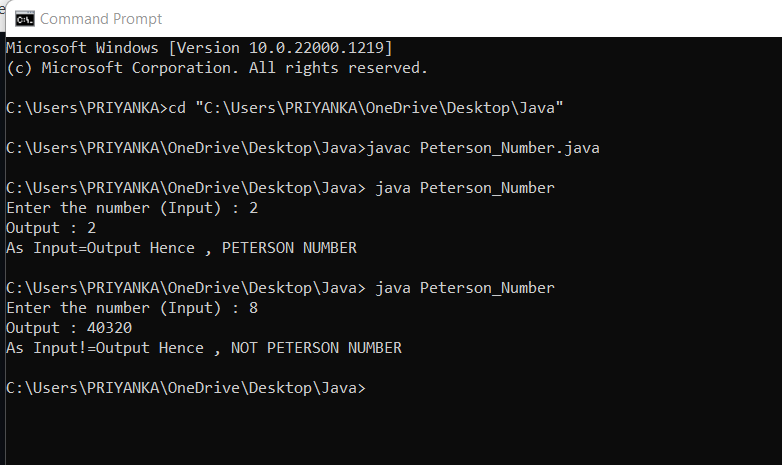 Command Prompt
Microsoft Windows [Version 10.0.22000.1219]
(c) Microsoft Corporation. All rights reserved.
C:\Users\PRIYANKA>cd "C:\Users\PRIYANKA\OneDrive\Desktop\Java"
C:\Users\PRIYANKA\OneDrive\Desktop\Java>javac Peterson_Number.java
C:\Users\PRIYANKA\OneDrive\Desktop\Java> java Peterson_Number
Enter the number (Input) : 2
Output : 2
As Input=Output Hence , PETERSON NUMBER
C:\Users\PRIYANKA\OneDrive\Desktop\Java> java Peterson_Number
Enter the number (Input) : 8
Output : 40320
As Input!=Output Hence , NOT PETERSON NUMBER
C:\Users\PRIYANKA\OneDrive\Desktop\Java>